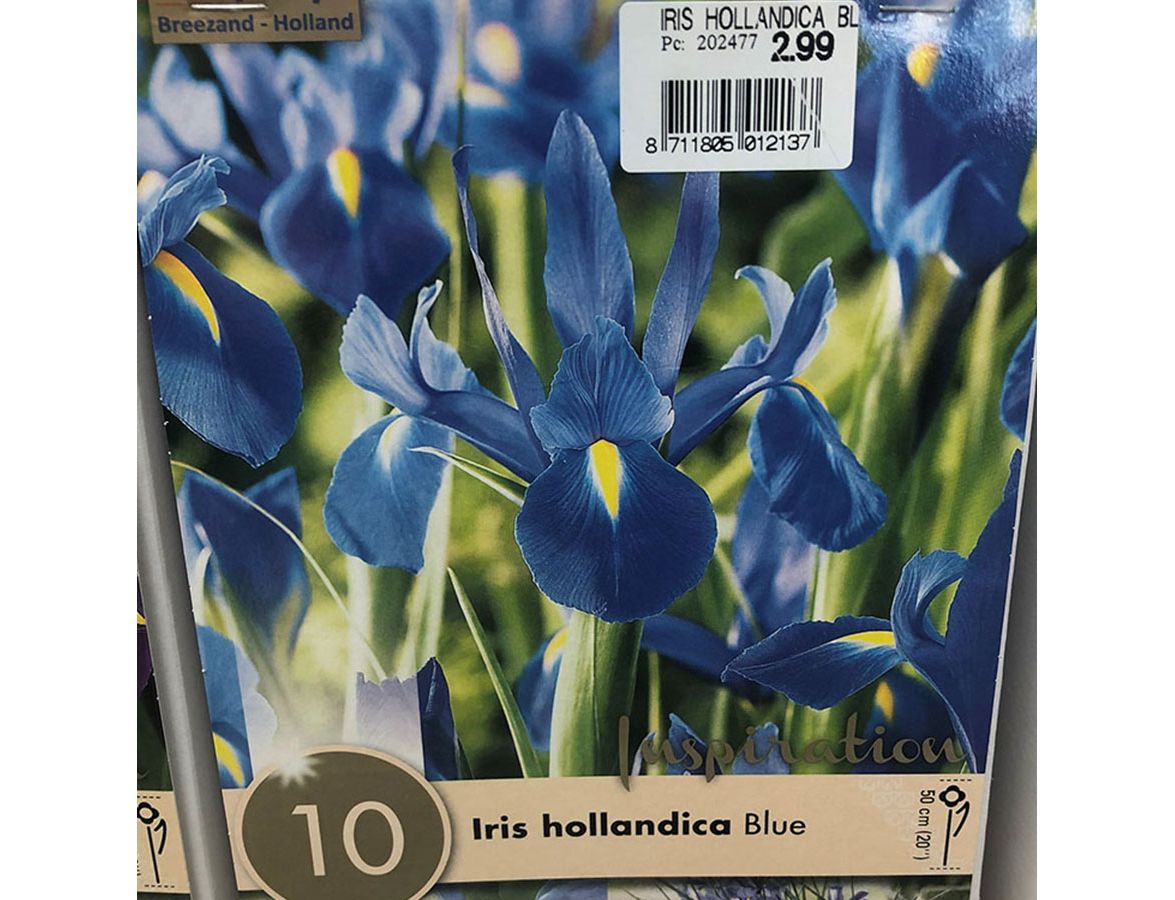 Breezand - Holland
IRIS HOLLANDICA BL
Pc: 202477 2.99
8 711805 012137
Inspiration
50 cm (20")
10
Iris hollandica Blue